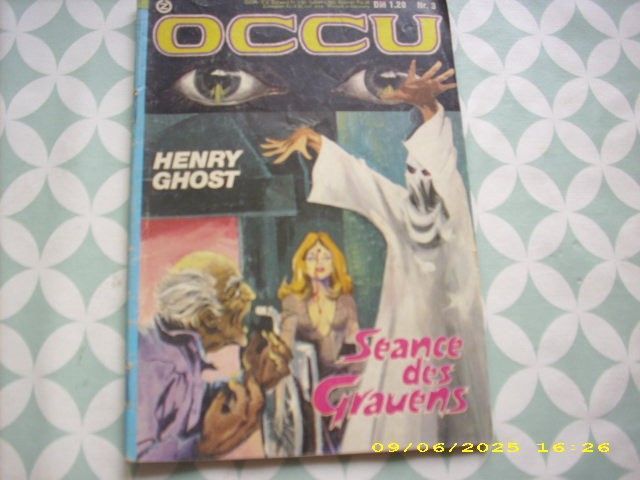 DM 1.20 Nr. 3
OCCU
HENRY
GHOST
Seance
des
Grauens
09/06/2025 16:26